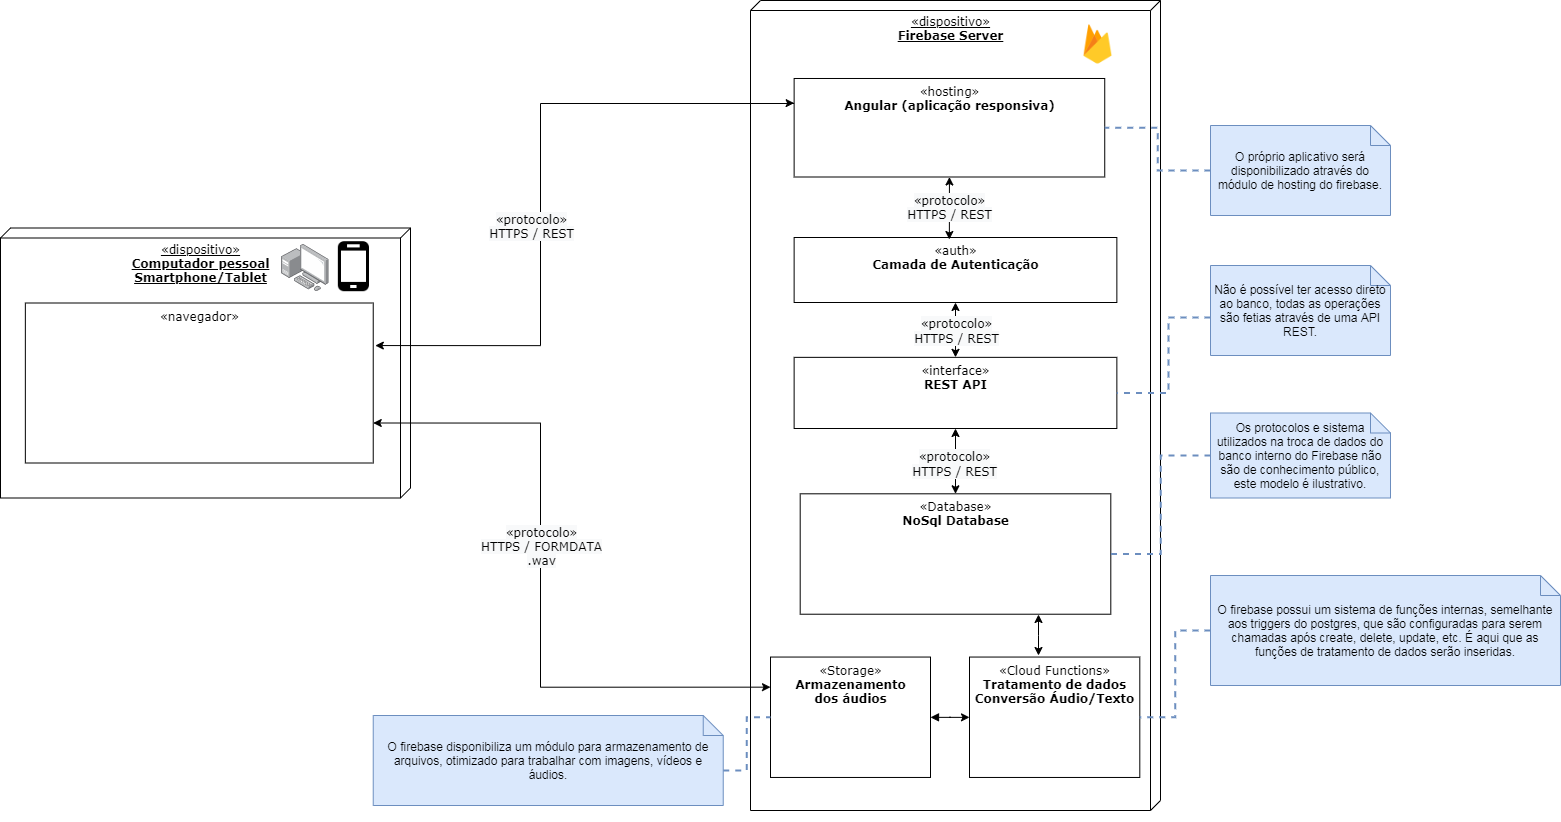 «dispositivo»
Firebase Server
«hosting»
Angular (aplicação responsiva)
O próprio aplicativo será
disponibilizado através do
módulo de hosting do firebase.
«protocolo»
HTTPS / REST
«protocolo»
HTTPS / REST
«dispositivo»
Computador pessoal
Smartphone/Tablet
«navegador»
«auth»
Camada de Autenticação
Não é possível ter acesso direto
ao banco, todas as operações
são fetias através de uma API
REST.
«protocolo»
HTTPS / REST
«interface»
REST API
Os protocolos e sistema
utilizados na troca de dados do
banco interno do Firebase não
são de conhecimento público,
este modelo é ilustrativo.
«protocolo»
HTTPS / REST
«Database»
NoSql Database
«protocolo»
HTTPS / FORMDATA
.wav
O firebase possui um sistema de funções internas, semelhante
aos triggers do postgres, que são configuradas para serem
chamadas após create, delete, update, etc. É aqui que as
funções de tratamento de dados serão inseridas.
«Storage»
Armazenamento
dos áudios
«Cloud Functions»
Tratamento de dados
Conversão Áudio/Texto
O firebase disponibiliza um módulo para armazenamento de
arquivos, otimizado para trabalhar com imagens, vídeos e
áudios.